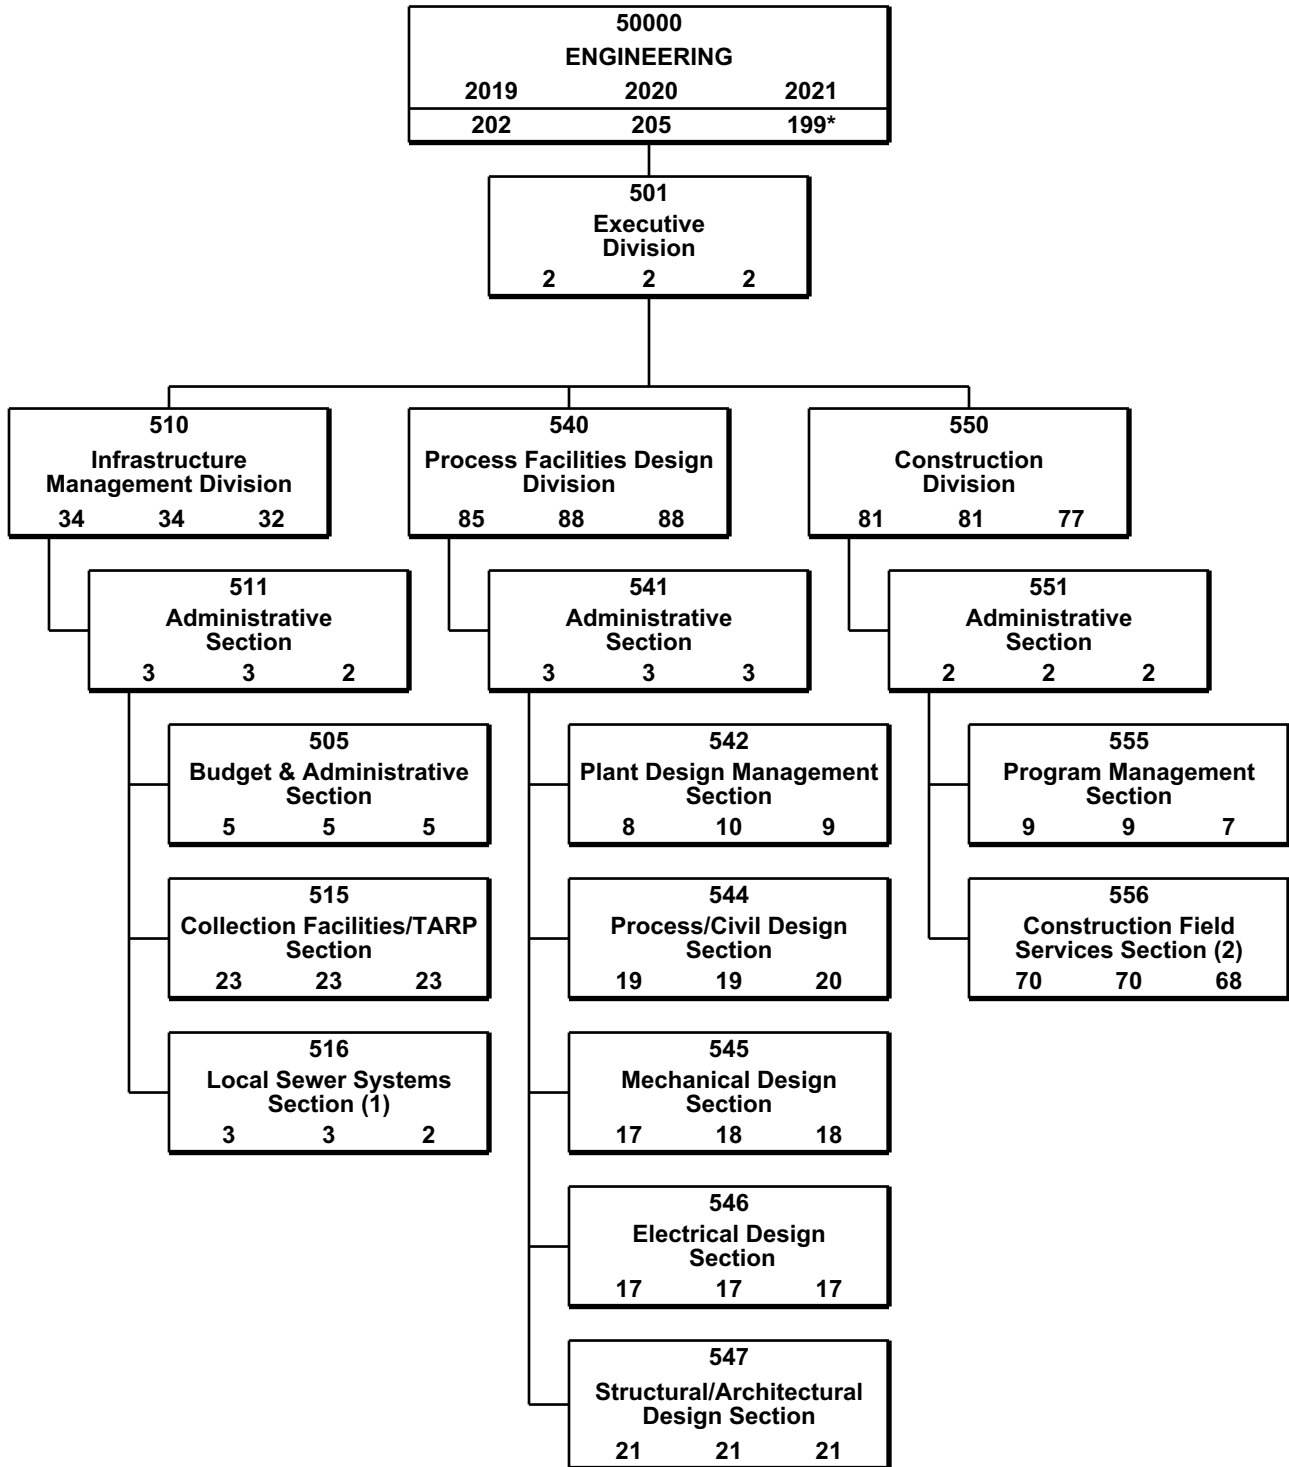 50000
ENGINEERING
2019 2020 2021
202 205 199*
501
Executive
Division
2 2 2
510
Infrastructure
Management Division
34 34 32
540
Process Facilities Design
Division
85 88 88
550
Construction
Division
81 81 77
511
Administrative
Section
3 3 2
541
Administrative
Section
3 3 3
551
Administrative
Section
2 2 2
505
Budget & Administrative
Section
5 5 5
542
Plant Design Management
Section
8 10 9
555
Program Management
Section
9 9 7
515
Collection Facilities/TARP
Section
23 23 23
544
Process/Civil Design
Section
19 19 20
556
Construction Field
Services Section (2)
70 70 68
516
Local Sewer Systems
Section (1)
3 3 2
545
Mechanical Design
Section
17 18 18
546
Electrical Design
Section
17 17 17
547
Structural/Architectural
Design Section
21 21 21